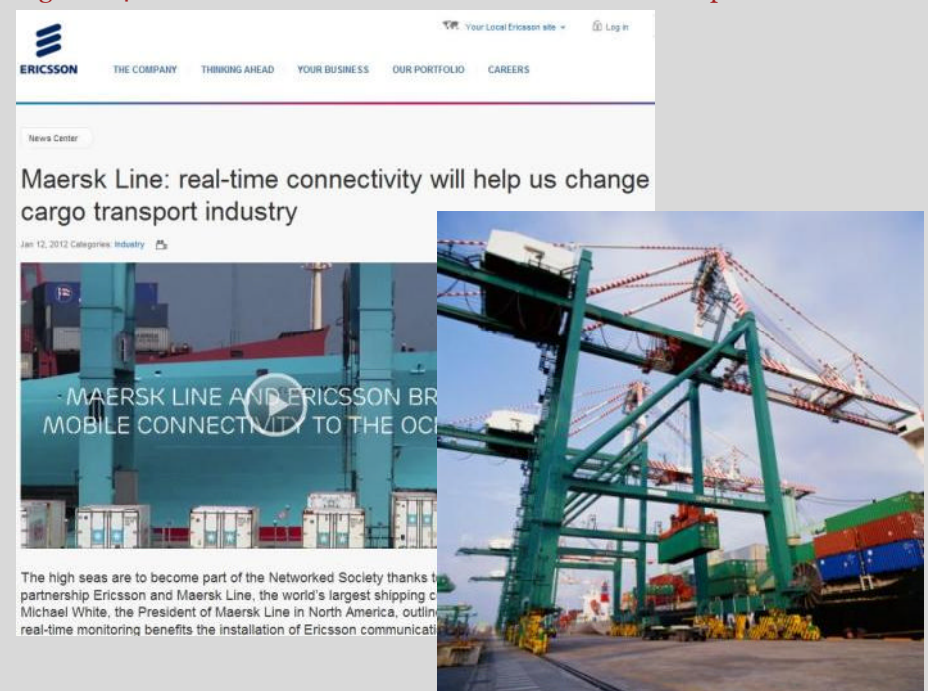 Your Local Ericsson site
Log in
ERICSSON
THE COMPANY THINKING AHEAD YOUR BUSINESS OUR PORTFOLIO CAREERS
News Center
Maersk Line: real-time connectivity will help us change
cargo transport industry
Jan 12, 2012 Categories: Industry
MAERSK LINE AND ERICSSON BR
MOBILE CONNECTIVITY TO THE OCE
The high seas are to become part of the Networked Society thanks t
partnership Ericsson and Maersk Line, the world's largest shipping c
Michael White, the President of Maersk Line in North America, outlin
real-time monitoring benefits the installation of Ericsson communicati